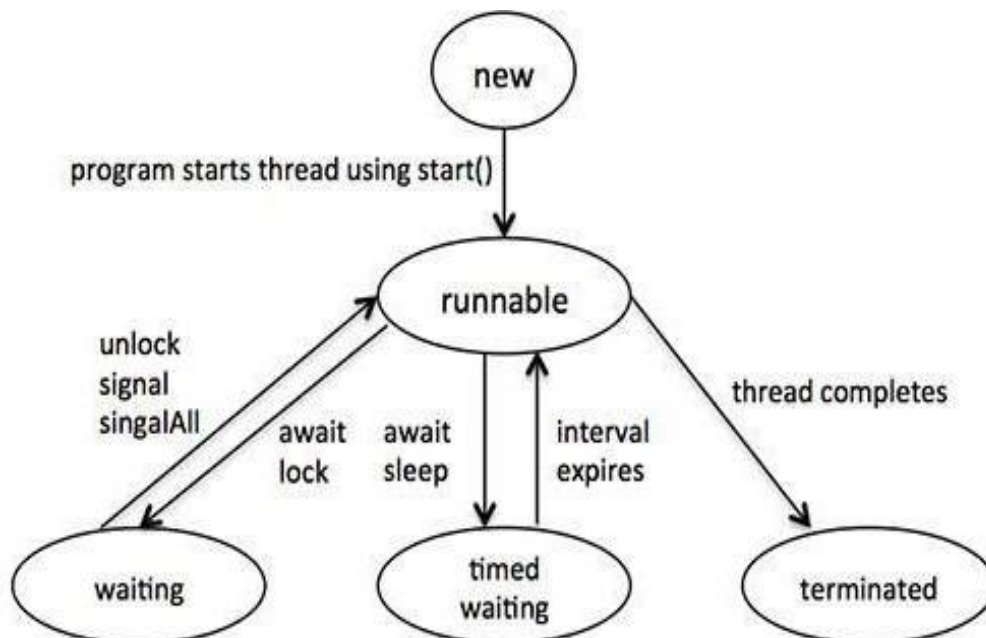 new
program starts thread using start()
runnable
unlock
signal
singalAll
await
lock
await
sleep
interval
expires
thread completes
waiting
timed
waiting
terminated